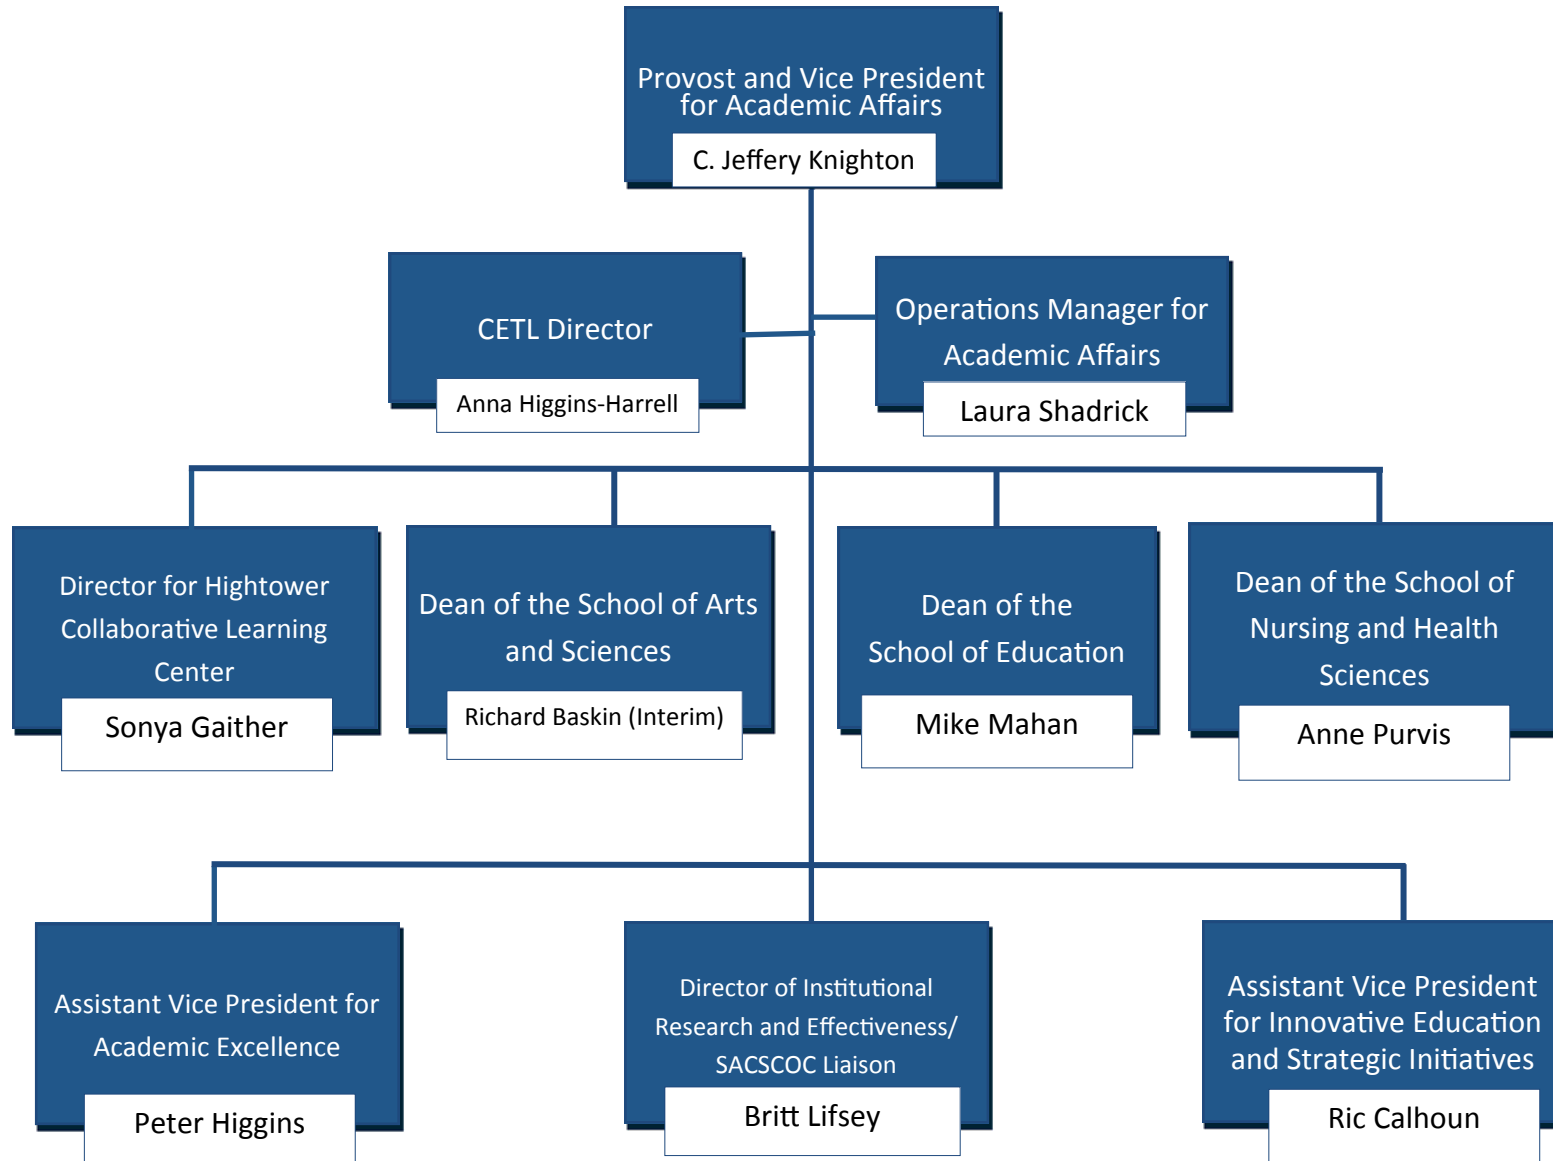 Provost and Vice President
for Academic Affairs
C. Jeffery Knighton
CETL Director
Anna Higgins-Harrell
Operations Manager for
Academic Affairs
Laura Shadrick
Director for Hightower
Collaborative Learning
Center
Sonya Gaither
Dean of the School of Arts
and Sciences
Richard Baskin (Interim)
Dean of the
School of Education
Mike Mahan
Dean of the School of
Nursing and Health
Sciences
Anne Purvis
Assistant Vice President for
Academic Excellence
Peter Higgins
Director of Institutional
Research and Effectiveness/
SACSCOC Liaison
Britt Lifsey
Assistant Vice President
for Innovative Education
and Strategic Initiatives
Ric Calhoun